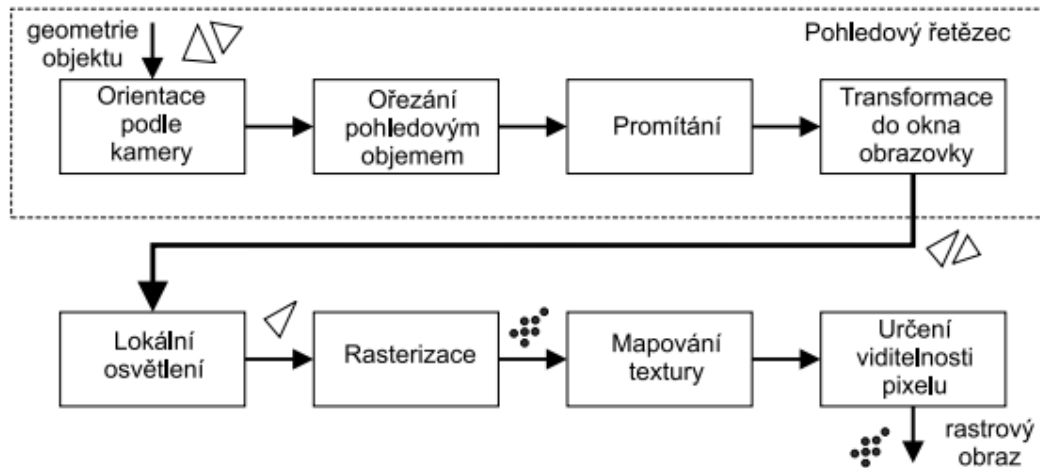 geometrie
objektu
Pohledový řetězec
Orientace
podle
kamery
Ořezání
pohledovým
objemem
Promítání
Transformace
do okna
obrazovky
Lokální
osvětlení
Rasterizace
Mapování
textury
Určení
viditelnosti
pixelu
rastrový
obraz